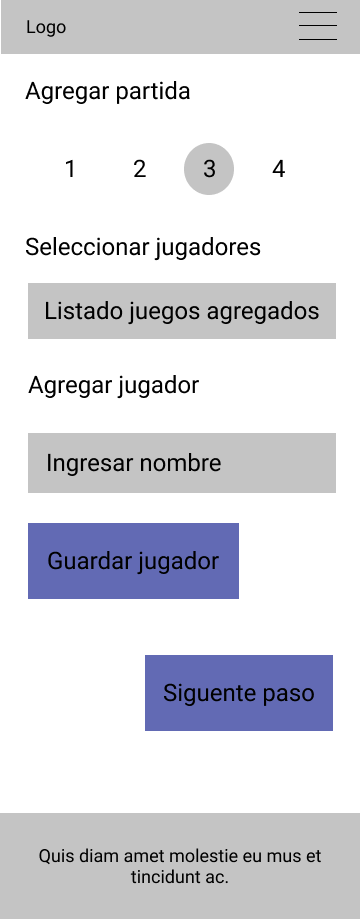 Logo
Agregar partida
1 2 3 4
Seleccionar jugadores
Listado juegos agregados
Agregar jugador
Ingresar nombre
Guardar jugador
Siguente paso
Quis diam amet molestie eu mus et
tincidunt ac.